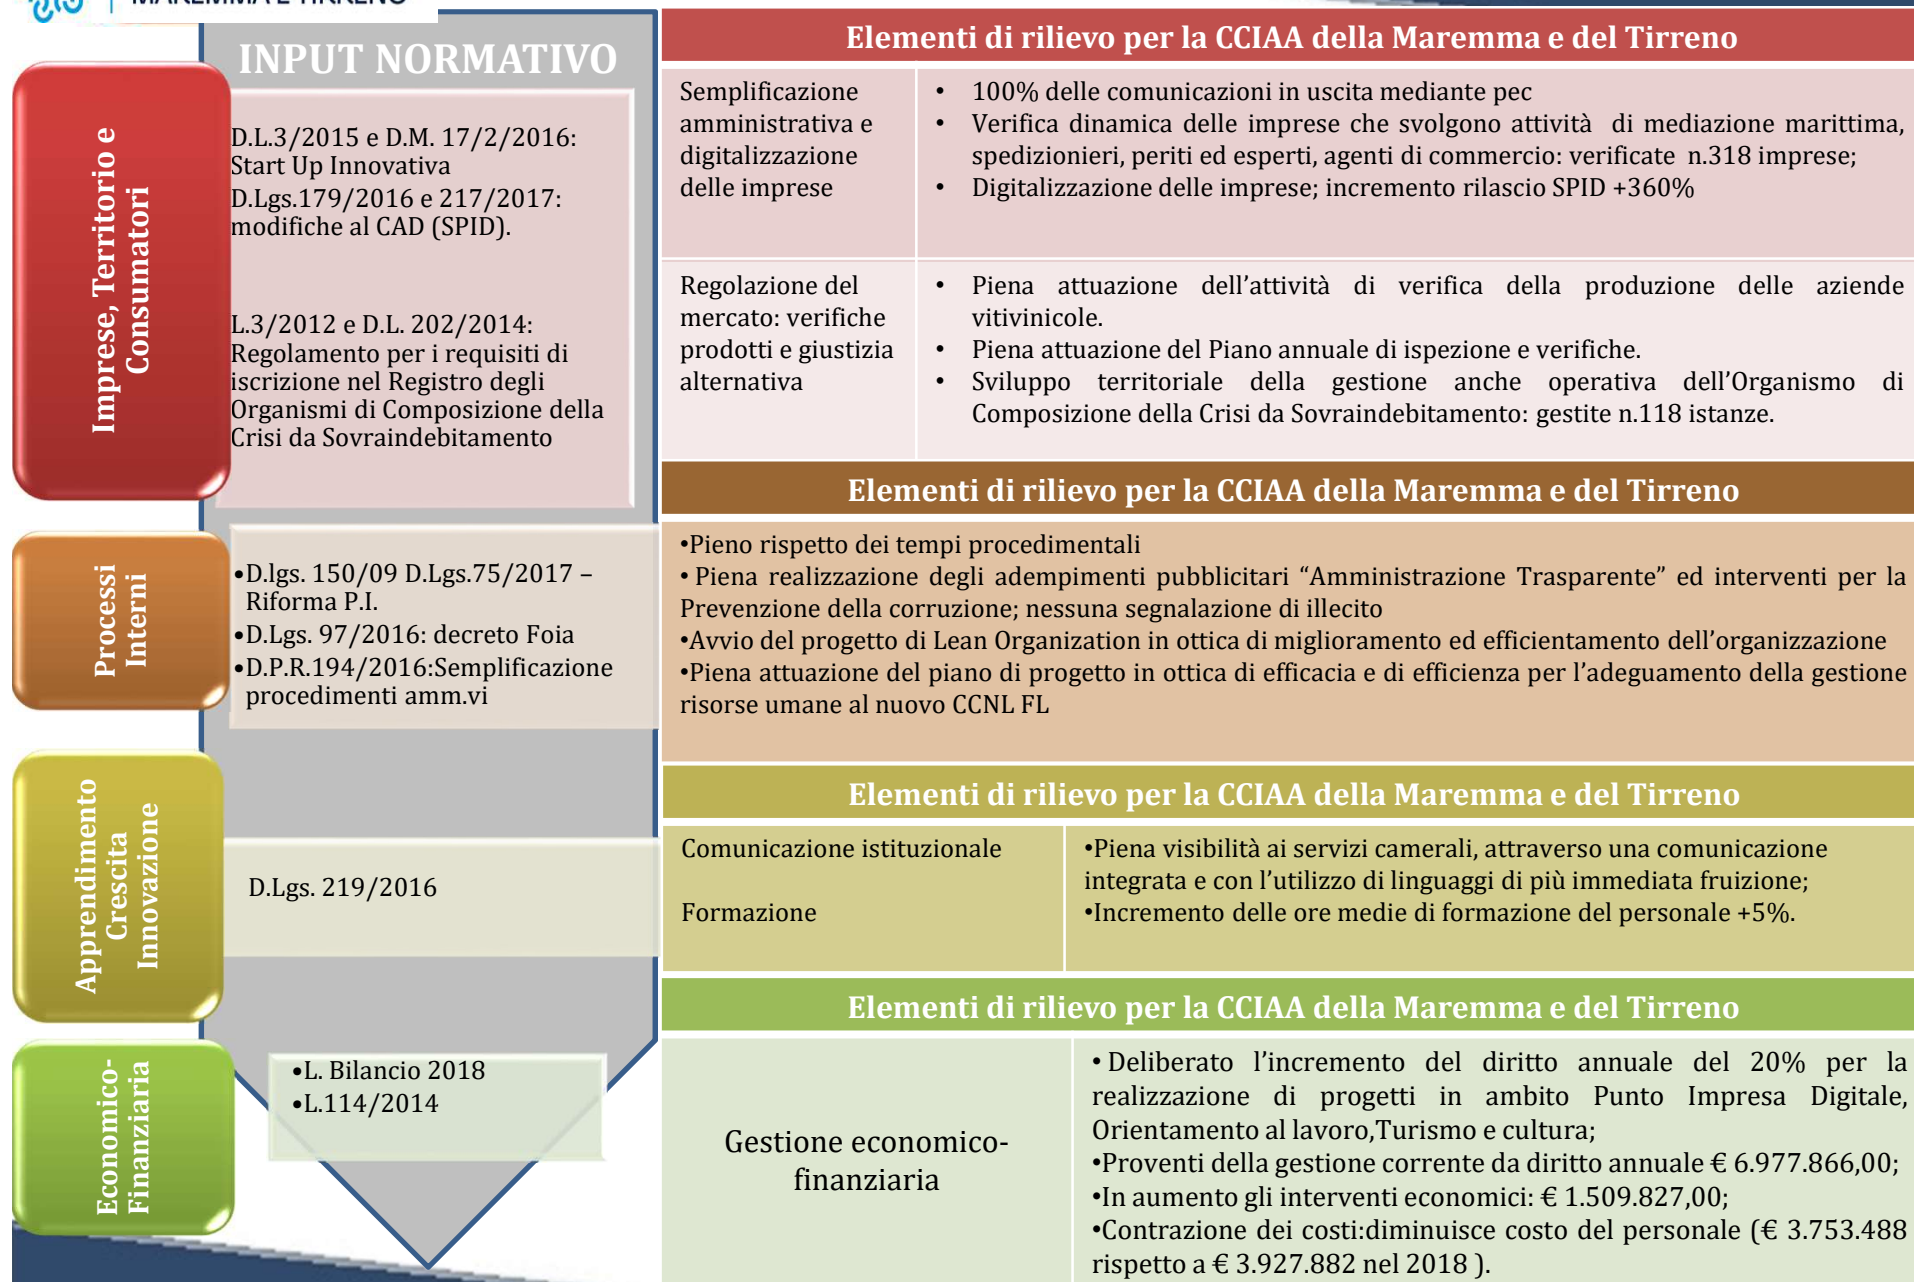 MAREMMA E TIRRENO
INPUT NORMATIVO
Imprese, Territorio e
Consumatori
D.L.3/2015 e D.M. 17/2/2016:
Start Up Innovativa
D.Lgs.179/2016 e 217/2017:
modifiche al CAD (SPID).
L.3/2012 e D.L. 202/2014:
Regolamento per i requisiti di
iscrizione nel Registro degli
Organismi di Composizione della
Crisi da Sovraindebitamento
Elementi di rilievo per la CCIAA della Maremma e del Tirreno
Semplificazione
amministrativa e
digitalizzazione
delle imprese
• 100% delle comunicazioni in uscita mediante pec
• Verifica dinamica delle imprese che svolgono attività di mediazione marittima,
spedizionieri, periti ed esperti, agenti di commercio: verificate n.318 imprese;
• Digitalizzazione delle imprese; incremento rilascio SPID +360%
Regolazione del
mercato: verifiche
prodotti e giustizia
alternativa
• Piena attuazione dell’attività di verifica della produzione delle aziende
vitivinicole.
• Piena attuazione del Piano annuale di ispezione e verifiche.
• Sviluppo territoriale della gestione anche operativa dell’Organismo di
Composizione della Crisi da Sovraindebitamento: gestite n.118 istanze.
Processi
Interni
•D.lgs. 150/09 D.Lgs.75/2017 –
Riforma P.I.
•D.Lgs. 97/2016: decreto Foia
•D.P.R.194/2016:Semplificazione
procedimenti amm.vi
Elementi di rilievo per la CCIAA della Maremma e del Tirreno
•Pieno rispetto dei tempi procedimentali
• Piena realizzazione degli adempimenti pubblicitari “Amministrazione Trasparente” ed interventi per la
Prevenzione della corruzione; nessuna segnalazione di illecito
•Avvio del progetto di Lean Organization in ottica di miglioramento ed efficientamento dell’organizzazione
•Piena attuazione del piano di progetto in ottica di efficacia e di efficienza per l’adeguamento della gestione
risorse umane al nuovo CCNL FL
Apprendimento
Crescita
Innovazione
D.Lgs. 219/2016
Elementi di rilievo per la CCIAA della Maremma e del Tirreno
Comunicazione istituzionale
Formazione
•Piena visibilità ai servizi camerali, attraverso una comunicazione
integrata e con l’utilizzo di linguaggi di più immediata fruizione;
•Incremento delle ore medie di formazione del personale +5%.
Economico-
Finanziaria
•L. Bilancio 2018
•L.114/2014
Elementi di rilievo per la CCIAA della Maremma e del Tirreno
Gestione economico-
finanziaria
• Deliberato l’incremento del diritto annuale del 20% per la
realizzazione di progetti in ambito Punto Impresa Digitale,
Orientamento al lavoro,Turismo e cultura;
•Proventi della gestione corrente da diritto annuale € 6.977.866,00;
•In aumento gli interventi economici: € 1.509.827,00;
•Contrazione dei costi:diminuisce costo del personale (€ 3.753.488
rispetto a € 3.927.882 nel 2018 ).